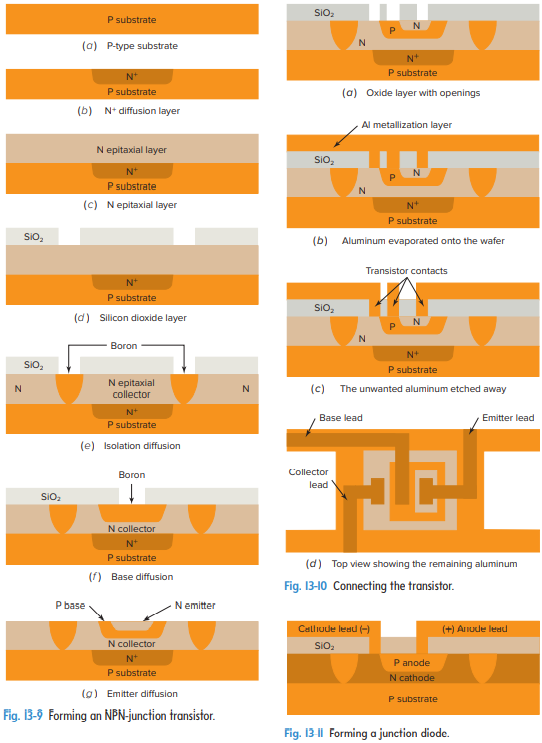 P substrate
(a) P-type substrate
N+
P substrate
(b) N+ diffusion layer
N epitaxial layer
N+
P substrate
(c) N epitaxial layer
SiO₂
N+
P substrate
(d) Silicon dioxide layer
Boron
SiO₂
N
N epitaxial
collector
N
N+
P substrate
(e) Isolation diffusion
Boron
SiO₂
N collector
N+
P substrate
(f) Base diffusion
P base
N emitter
N collector
N+
P substrate
(g) Emitter diffusion
Fig. 13-9 Forming an NPN-junction transistor.
SiO₂
P
N
N
N+
P substrate
(a) Oxide layer with openings
Al metallization layer
SiO₂
P
N
N
N+
P substrate
(b) Aluminum evaporated onto the wafer
Transistor contacts
SiO₂
P
N
N
N+
P substrate
(c) The unwanted aluminum etched away
Base lead
Emitter lead
Collector
lead
(d) Top view showing the remaining aluminum
Fig. 13-10 Connecting the transistor.
Cathode lead (–)
(+) Anode lead
SiO₂
P anode
N cathode
P substrate
Fig. 13-11 Forming a junction diode.